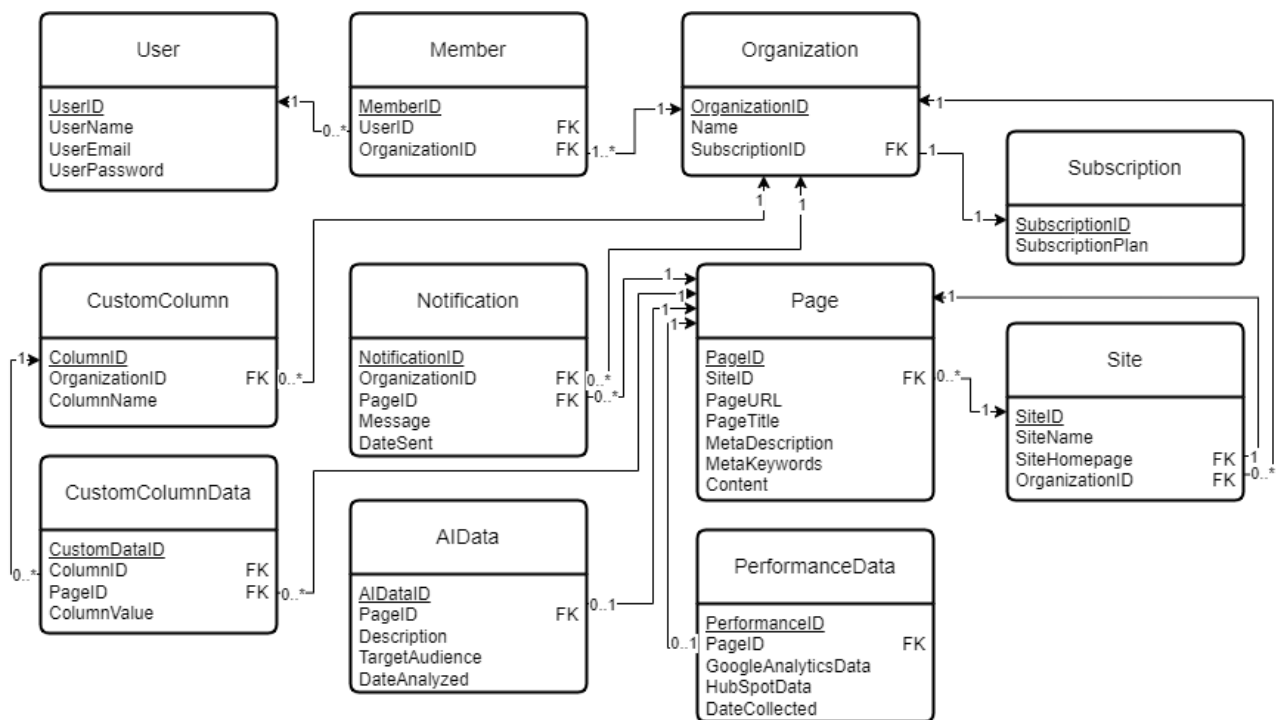 User
UserID
UserName
UserEmail
UserPassword
1
0..*
Member
MemberID
UserID FK
OrganizationID FK
1..*
1
Organization
OrganizationID
Name
SubscriptionID FK
1
1
1
1
1
Subscription
SubscriptionID
SubscriptionPlan
CustomColumn
ColumnID
OrganizationID FK
ColumnName
1
0..*
Notification
NotificationID
OrganizationID FK
PageID FK
Message
DateSent
0..*
0..*
1
1
1
1
Page
PageID
SiteID FK
PageURL
PageTitle
MetaDescription
MetaKeywords
Content
1
0..*
1
Site
SiteID
SiteName
SiteHomepage FK
OrganizationID FK
1
0..*
CustomColumnData
CustomDataID
ColumnID FK
PageID FK
ColumnValue
0..*
0..*
AIData
AIDataID
PageID FK
Description
TargetAudience
DateAnalyzed
0..1
0..1
PerformanceData
PerformanceID
PageID FK
GoogleAnalyticsData
HubSpotData
DateCollected